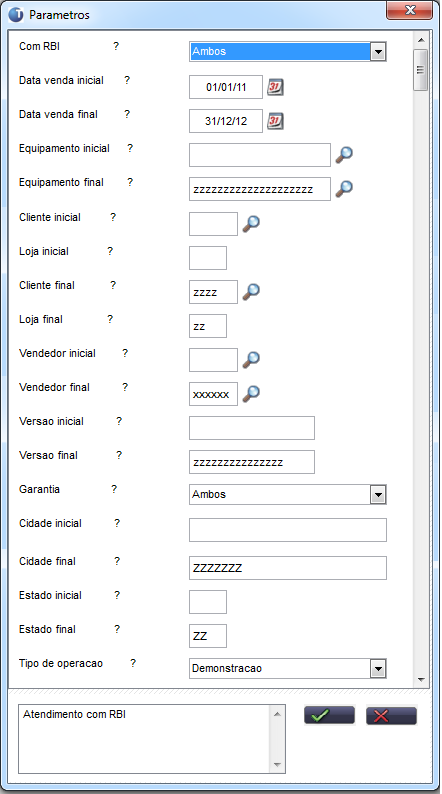 Parametros
Com RBI ? Ambos
Data venda inicial ? 01/01/11 31
Data venda final ? 31/12/12 31
Equipamento inicial ?
Equipamento final ? zzzzzzzzzzzzzzzzzzzz
Cliente inicial ?
Loja inicial ?
Cliente final ? zzzz
Loja final ? zz
Vendedor inicial ?
Vendedor final ? xxxxxx
Versao inicial ?
Versao final ? zzzzzzzzzzzzzzz
Garantia ? Ambos
Cidade inicial ?
Cidade final ? ZZZZZZZ
Estado inicial ?
Estado final ? ZZ
Tipo de operacao ? Demonstracao
Atendimento com RBI